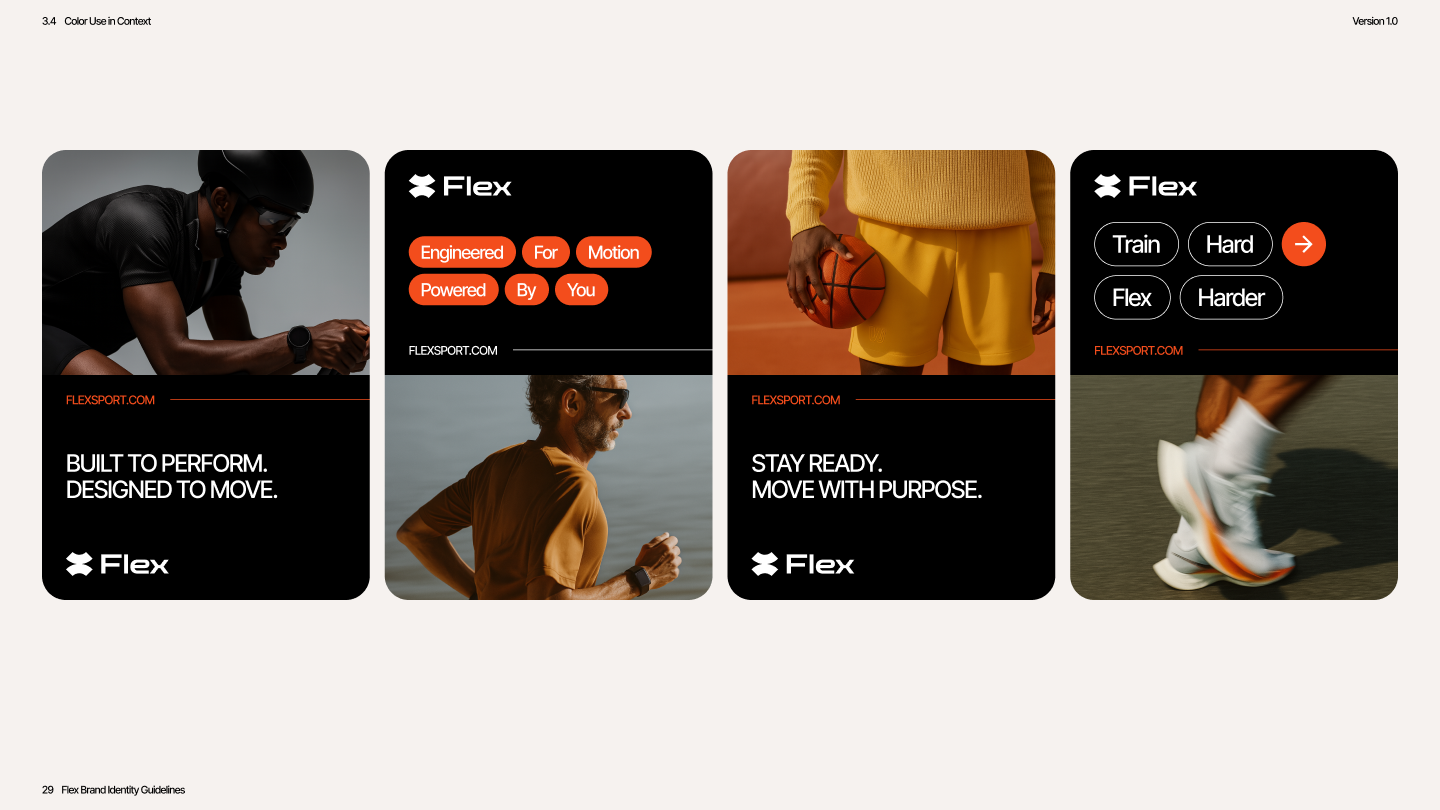 3.4 Color Use in Context
Version 1.0
FLEXSPORT.COM
BUILT TO PERFORM.
DESIGNED TO MOVE.
Flex
Flex
Engineered For Motion
Powered By You
FLEXSPORT.COM
FLEXSPORT.COM
STAY READY.
MOVE WITH PURPOSE.
Flex
Flex
Train Hard →
Flex Harder
FLEXSPORT.COM
29 Flex Brand Identity Guidelines